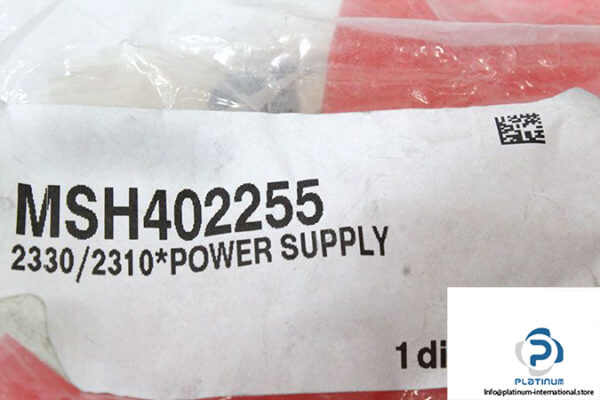 MSH402255
2330/2310*POWER SUPPLY
1 di
PLATINUM
Info@platinum-international.store